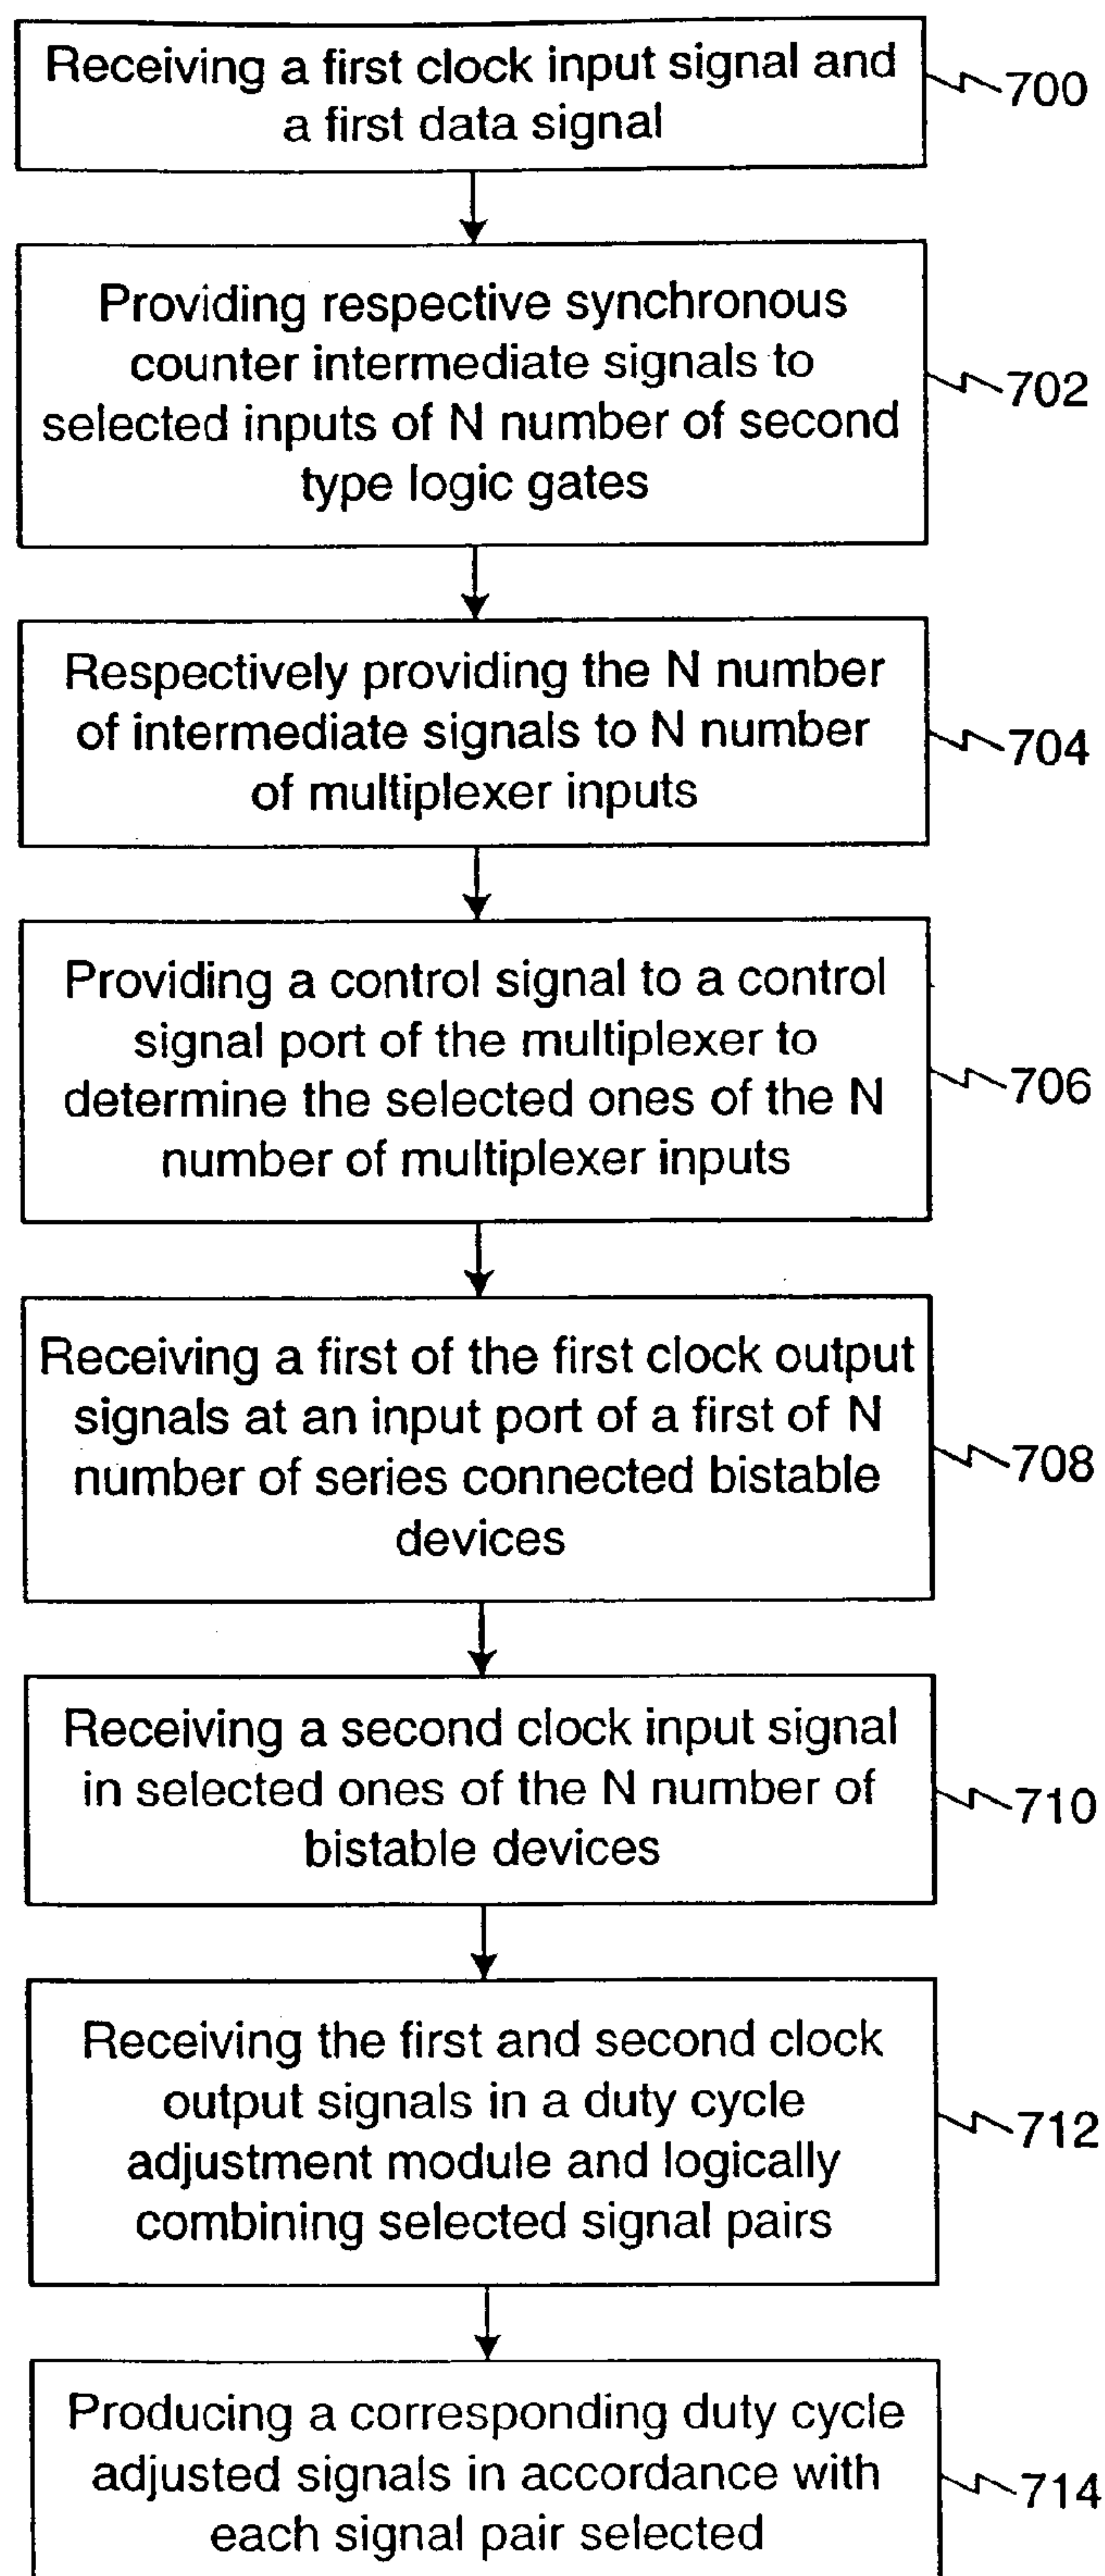 Receiving a first clock input signal and
a first data signal
700
Providing respective synchronous
counter intermediate signals to
selected inputs of N number of second
type logic gates
702
Respectively providing the N number
of intermediate signals to N number
of multiplexer inputs
704
Providing a control signal to a control
signal port of the multiplexer to
determine the selected ones of the N
number of multiplexer inputs
706
Receiving a first of the first clock output
signals at an input port of a first of N
number of series connected bistable
devices
708
Receiving a second clock input signal
in selected ones of the N number of
bistable devices
710
Receiving the first and second clock
output signals in a duty cycle
adjustment module and logically
combining selected signal pairs
712
Producing a corresponding duty cycle
adjusted signals in accordance with
each signal pair selected
714